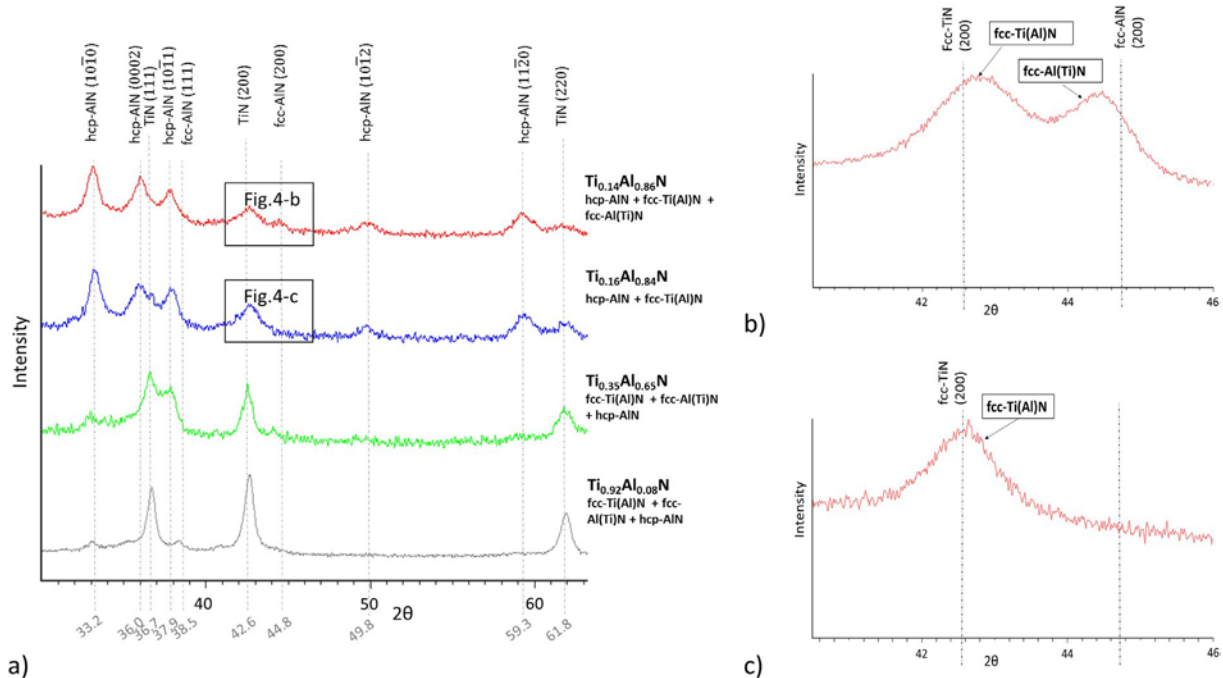 hcp-AlN (101̄0)
hcp-AlN (0002)
TiN (111)
hcp-AlN (101̄1)
fcc-AlN (111)
TiN (200)
fcc-AlN (200)
hcp-AlN (101̄2)
hcp-AlN (112̄0)
TiN (220)
Fig.4-b
Ti0.14Al0.86N
hcp-AlN + fcc-Ti(Al)N +
fcc-Al(Ti)N
Fig.4-c
Ti0.16Al0.84N
hcp-AlN + fcc-Ti(Al)N
Ti0.35Al0.65N
fcc-Ti(Al)N + fcc-Al(Ti)N
+ hcp-AlN
Ti0.92Al0.08N
fcc-Ti(Al)N + fcc-
Al(Ti)N + hcp-AlN
Intensity
40
50
60
2θ
33.2
36.0
36.7
37.9
38.5
42.6
44.8
49.8
59.3
61.8
a)
Fcc-TiN
(200)
fcc-Ti(Al)N
fcc-Al(Ti)N
fcc-AlN
(200)
Intensity
42
44
46
2θ
b)
fcc-TiN
(200)
fcc-Ti(Al)N
Intensity
42
44
46
2θ
c)